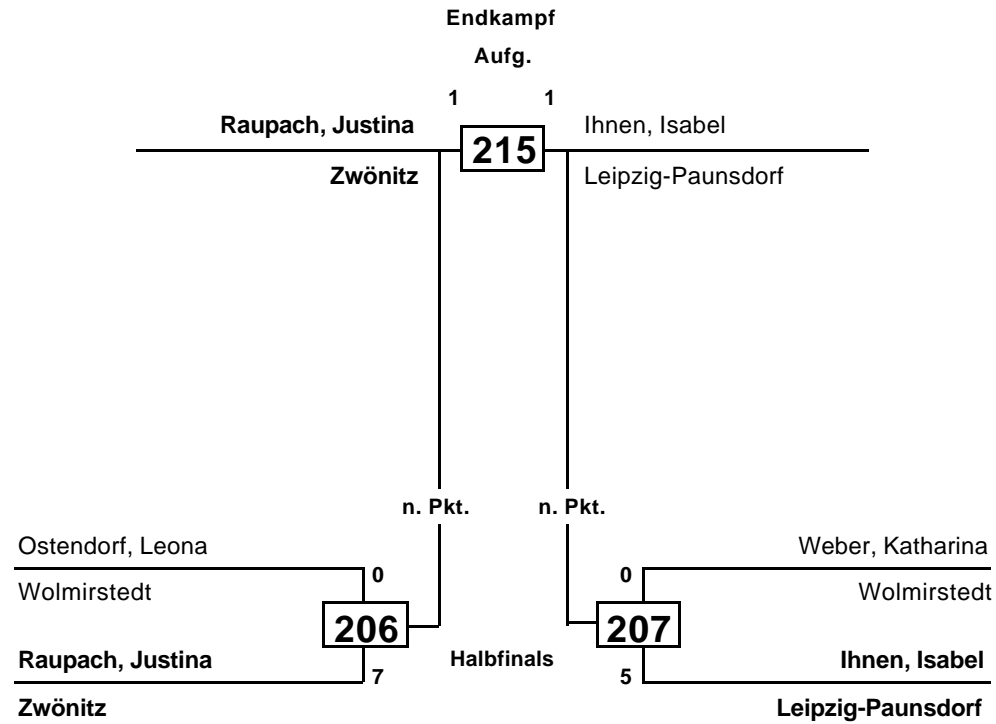 Endkampf
Aufg.
1 1
Raupach, Justina 215 Ihnen, Isabel
Zwönitz Leipzig-Paunsdorf
n. Pkt. n. Pkt.
Ostendorf, Leona Weber, Katharina
0 0
Wolmirstedt Wolmirstedt
206 207
Raupach, Justina Halbfinals Ihnen, Isabel
7 5
Zwönitz Leipzig-Paunsdorf